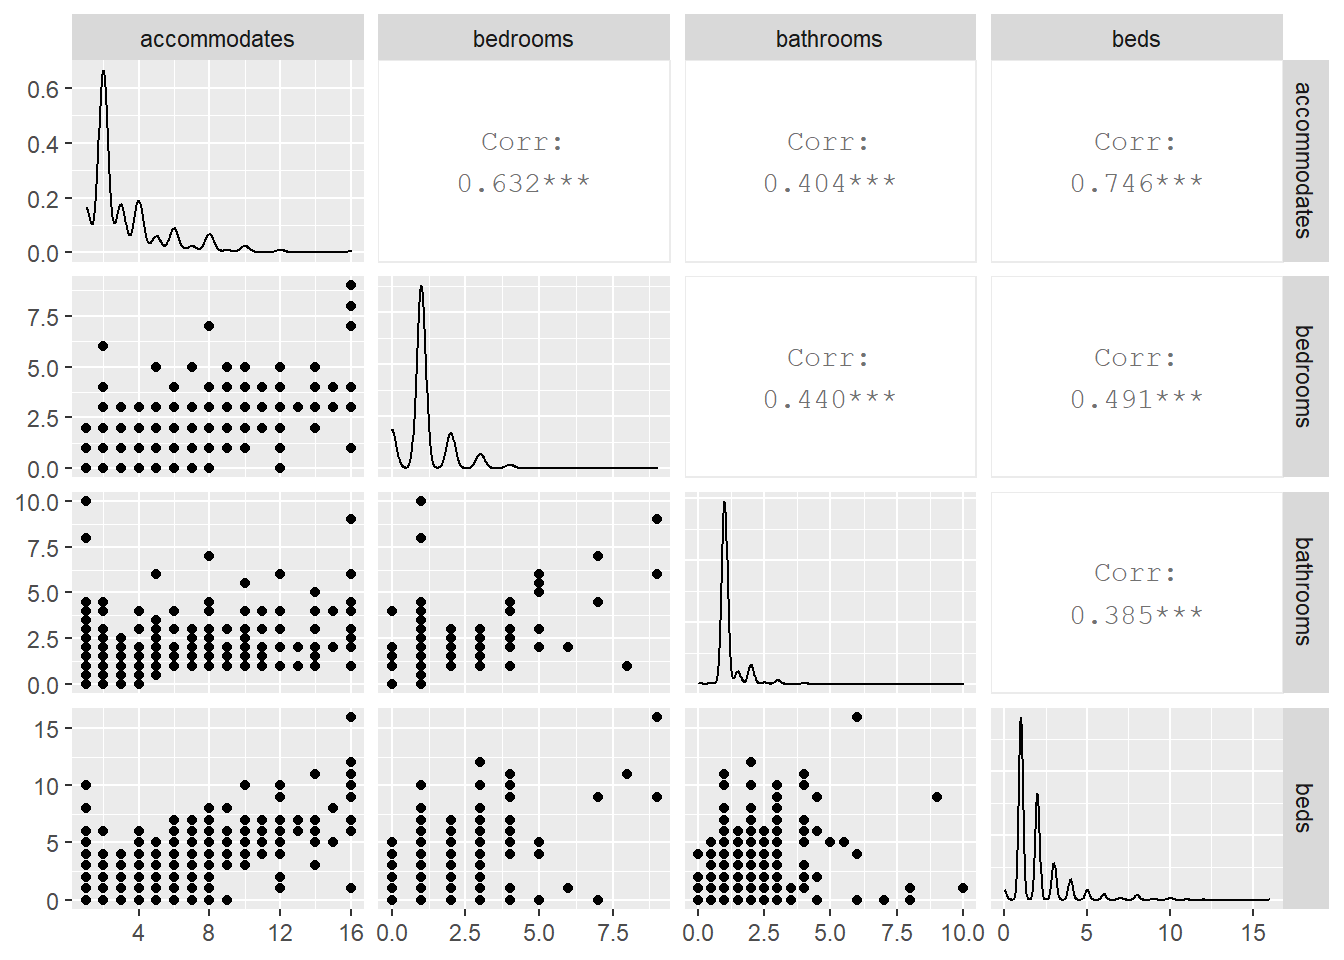 accommodates bedrooms bathrooms beds
0.6
0.4
0.2
0.0
Corr: Corr: Corr:
0.632*** 0.404*** 0.746***
accommodates
7.5
5.0
2.5
0.0
Corr: Corr:
0.440*** 0.491***
bedrooms
10.0
7.5
5.0
2.5
0.0
Corr:
0.385***
bathrooms
15
10
5
0
beds
4 8 12 16 0.0 2.5 5.0 7.5 0.0 2.5 5.0 7.5 10.0 0 5 10 15